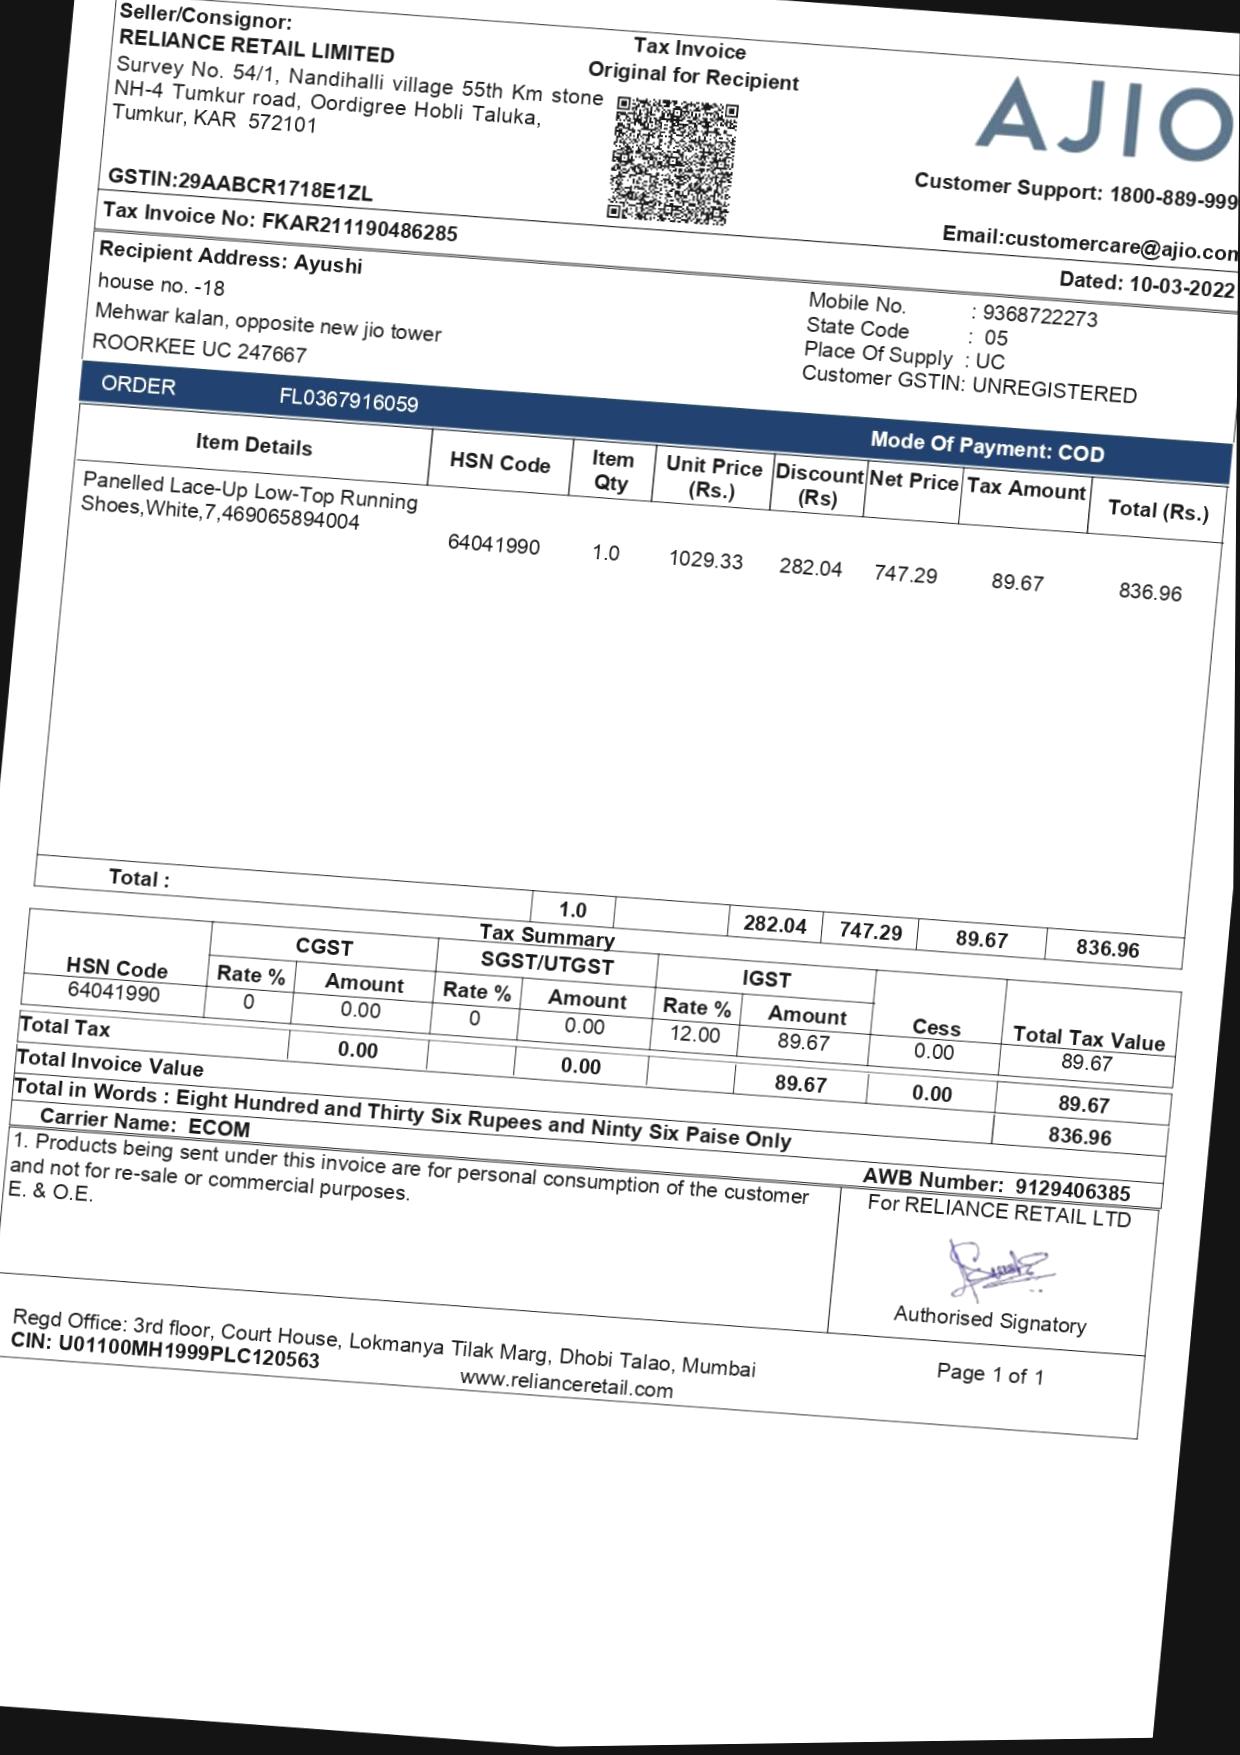 Seller/Consignor:
RELIANCE RETAIL LIMITED
Survey No. 54/1, Nandihalli village 55th Km stone
NH-4 Tumkur road, Oordigree Hobli Taluka,
Tumkur, KAR 572101
GSTIN:29AABCR1718E1ZL
Tax Invoice
Original for Recipient
AJIO
Customer Support: 1800-889-999
Email:customercare@ajio.com
Tax Invoice No: FKAR211190486285
Dated: 10-03-2022
Recipient Address: Ayushi
house no. -18
Mehwar kalan, opposite new jio tower
ROORKEE UC 247667
Mobile No. : 9368722273
State Code : 05
Place Of Supply : UC
Customer GSTIN: UNREGISTERED
ORDER FL0367916059 Mode Of Payment: COD
Item Details HSN Code Item Qty Unit Price (Rs.) Discount (Rs) Net Price Tax Amount Total (Rs.)
Panelled Lace-Up Low-Top Running
Shoes,White,7,469065894004
64041990 1.0 1029.33 282.04 747.29 89.67 836.96
Total : 1.0 282.04 747.29 89.67 836.96
Tax Summary
HSN Code CGST SGST/UTGST IGST Cess Total Tax Value
Rate % Amount Rate % Amount Rate % Amount
64041990 0 0.00 0 0.00 12.00 89.67 0.00 89.67
Total Tax 0.00 0.00 89.67 0.00 89.67
Total Invoice Value 836.96
Total in Words : Eight Hundred and Thirty Six Rupees and Ninty Six Paise Only
Carrier Name: ECOM AWB Number: 9129406385
1. Products being sent under this invoice are for personal consumption of the customer
and not for re-sale or commercial purposes.
E. & O.E.
For RELIANCE RETAIL LTD
Authorised Signatory
Regd Office: 3rd floor, Court House, Lokmanya Tilak Marg, Dhobi Talao, Mumbai
CIN: U01100MH1999PLC120563
www.relianceretail.com
Page 1 of 1